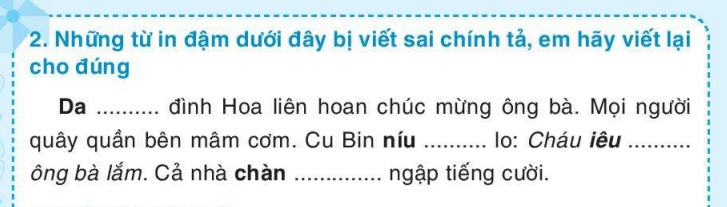 2. Những từ in đậm dưới đây bị viết sai chính tả, em hãy viết lại
cho đúng
Da .......... đình Hoa liên hoan chúc mừng ông bà. Mọi người
quây quần bên mâm cơm. Cu Bin níu .......... lo: Cháu iêu ..........
ông bà lắm. Cả nhà chàn .............. ngập tiếng cười.